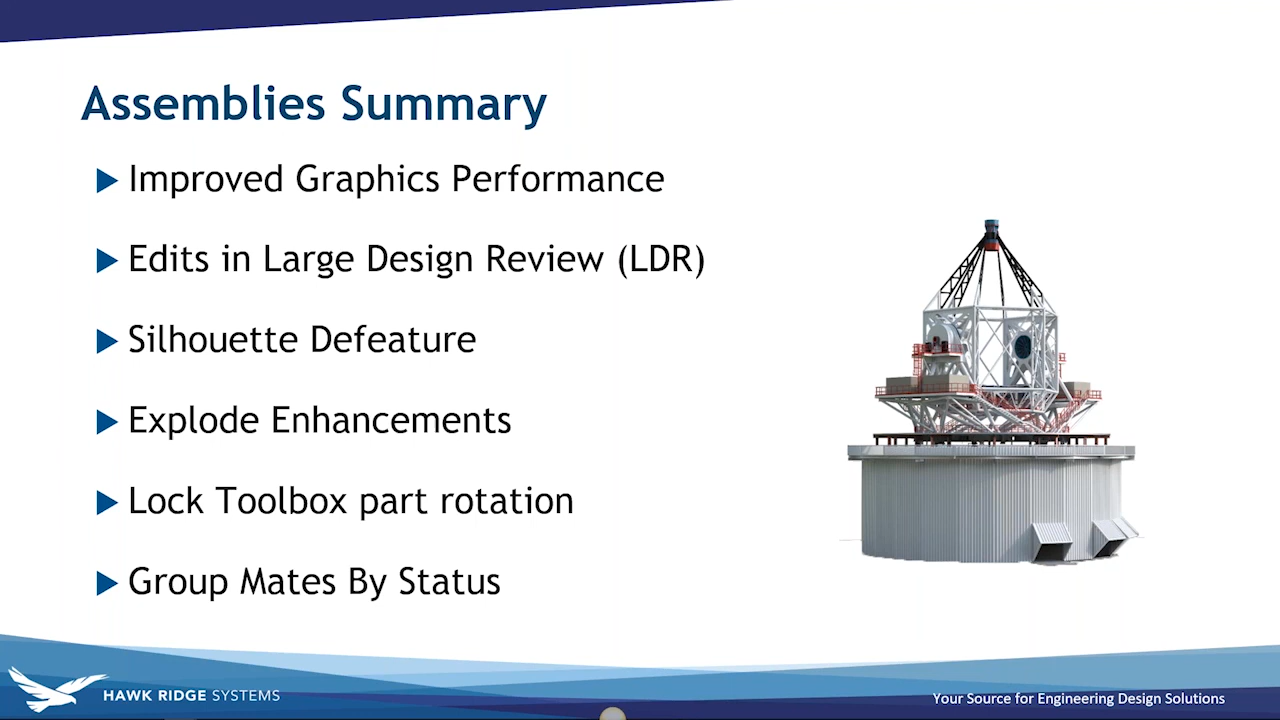 Assemblies Summary
Improved Graphics Performance
Edits in Large Design Review (LDR)
Silhouette Defeature
Explode Enhancements
Lock Toolbox part rotation
Group Mates By Status
HAWK RIDGE SYSTEMS
Your Source for Engineering Design Solutions